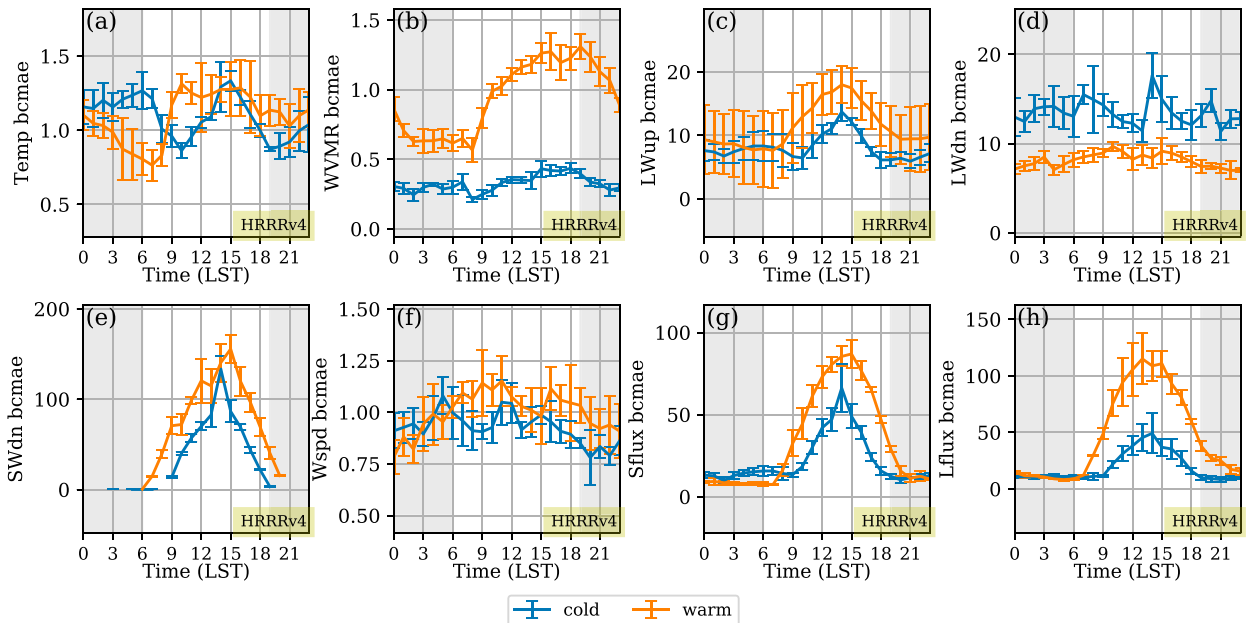 (a) (b) (c) (d)
Temp bcmae WVMR bcmae LWup bcmae LWdn bcmae
1.5 1.5 20 20
1.0 1.0 10 10
0.5 0.5 0 0
0.0
HRRRv4 HRRRv4 HRRRv4 HRRRv4
0 3 6 9 12 15 18 21 0 3 6 9 12 15 18 21 0 3 6 9 12 15 18 21 0 3 6 9 12 15 18 21
Time (LST) Time (LST) Time (LST) Time (LST)
(e) (f) (g) (h)
SWdn bcmae Wspd bcmae Sflux bcmae Lflux bcmae
200 1.50 100 150
100 1.25 50 100
0 1.00 0 50
0.75 0
0.50
HRRRv4 HRRRv4 HRRRv4 HRRRv4
0 3 6 9 12 15 18 21 0 3 6 9 12 15 18 21 0 3 6 9 12 15 18 21 0 3 6 9 12 15 18 21
Time (LST) Time (LST) Time (LST) Time (LST)
cold warm